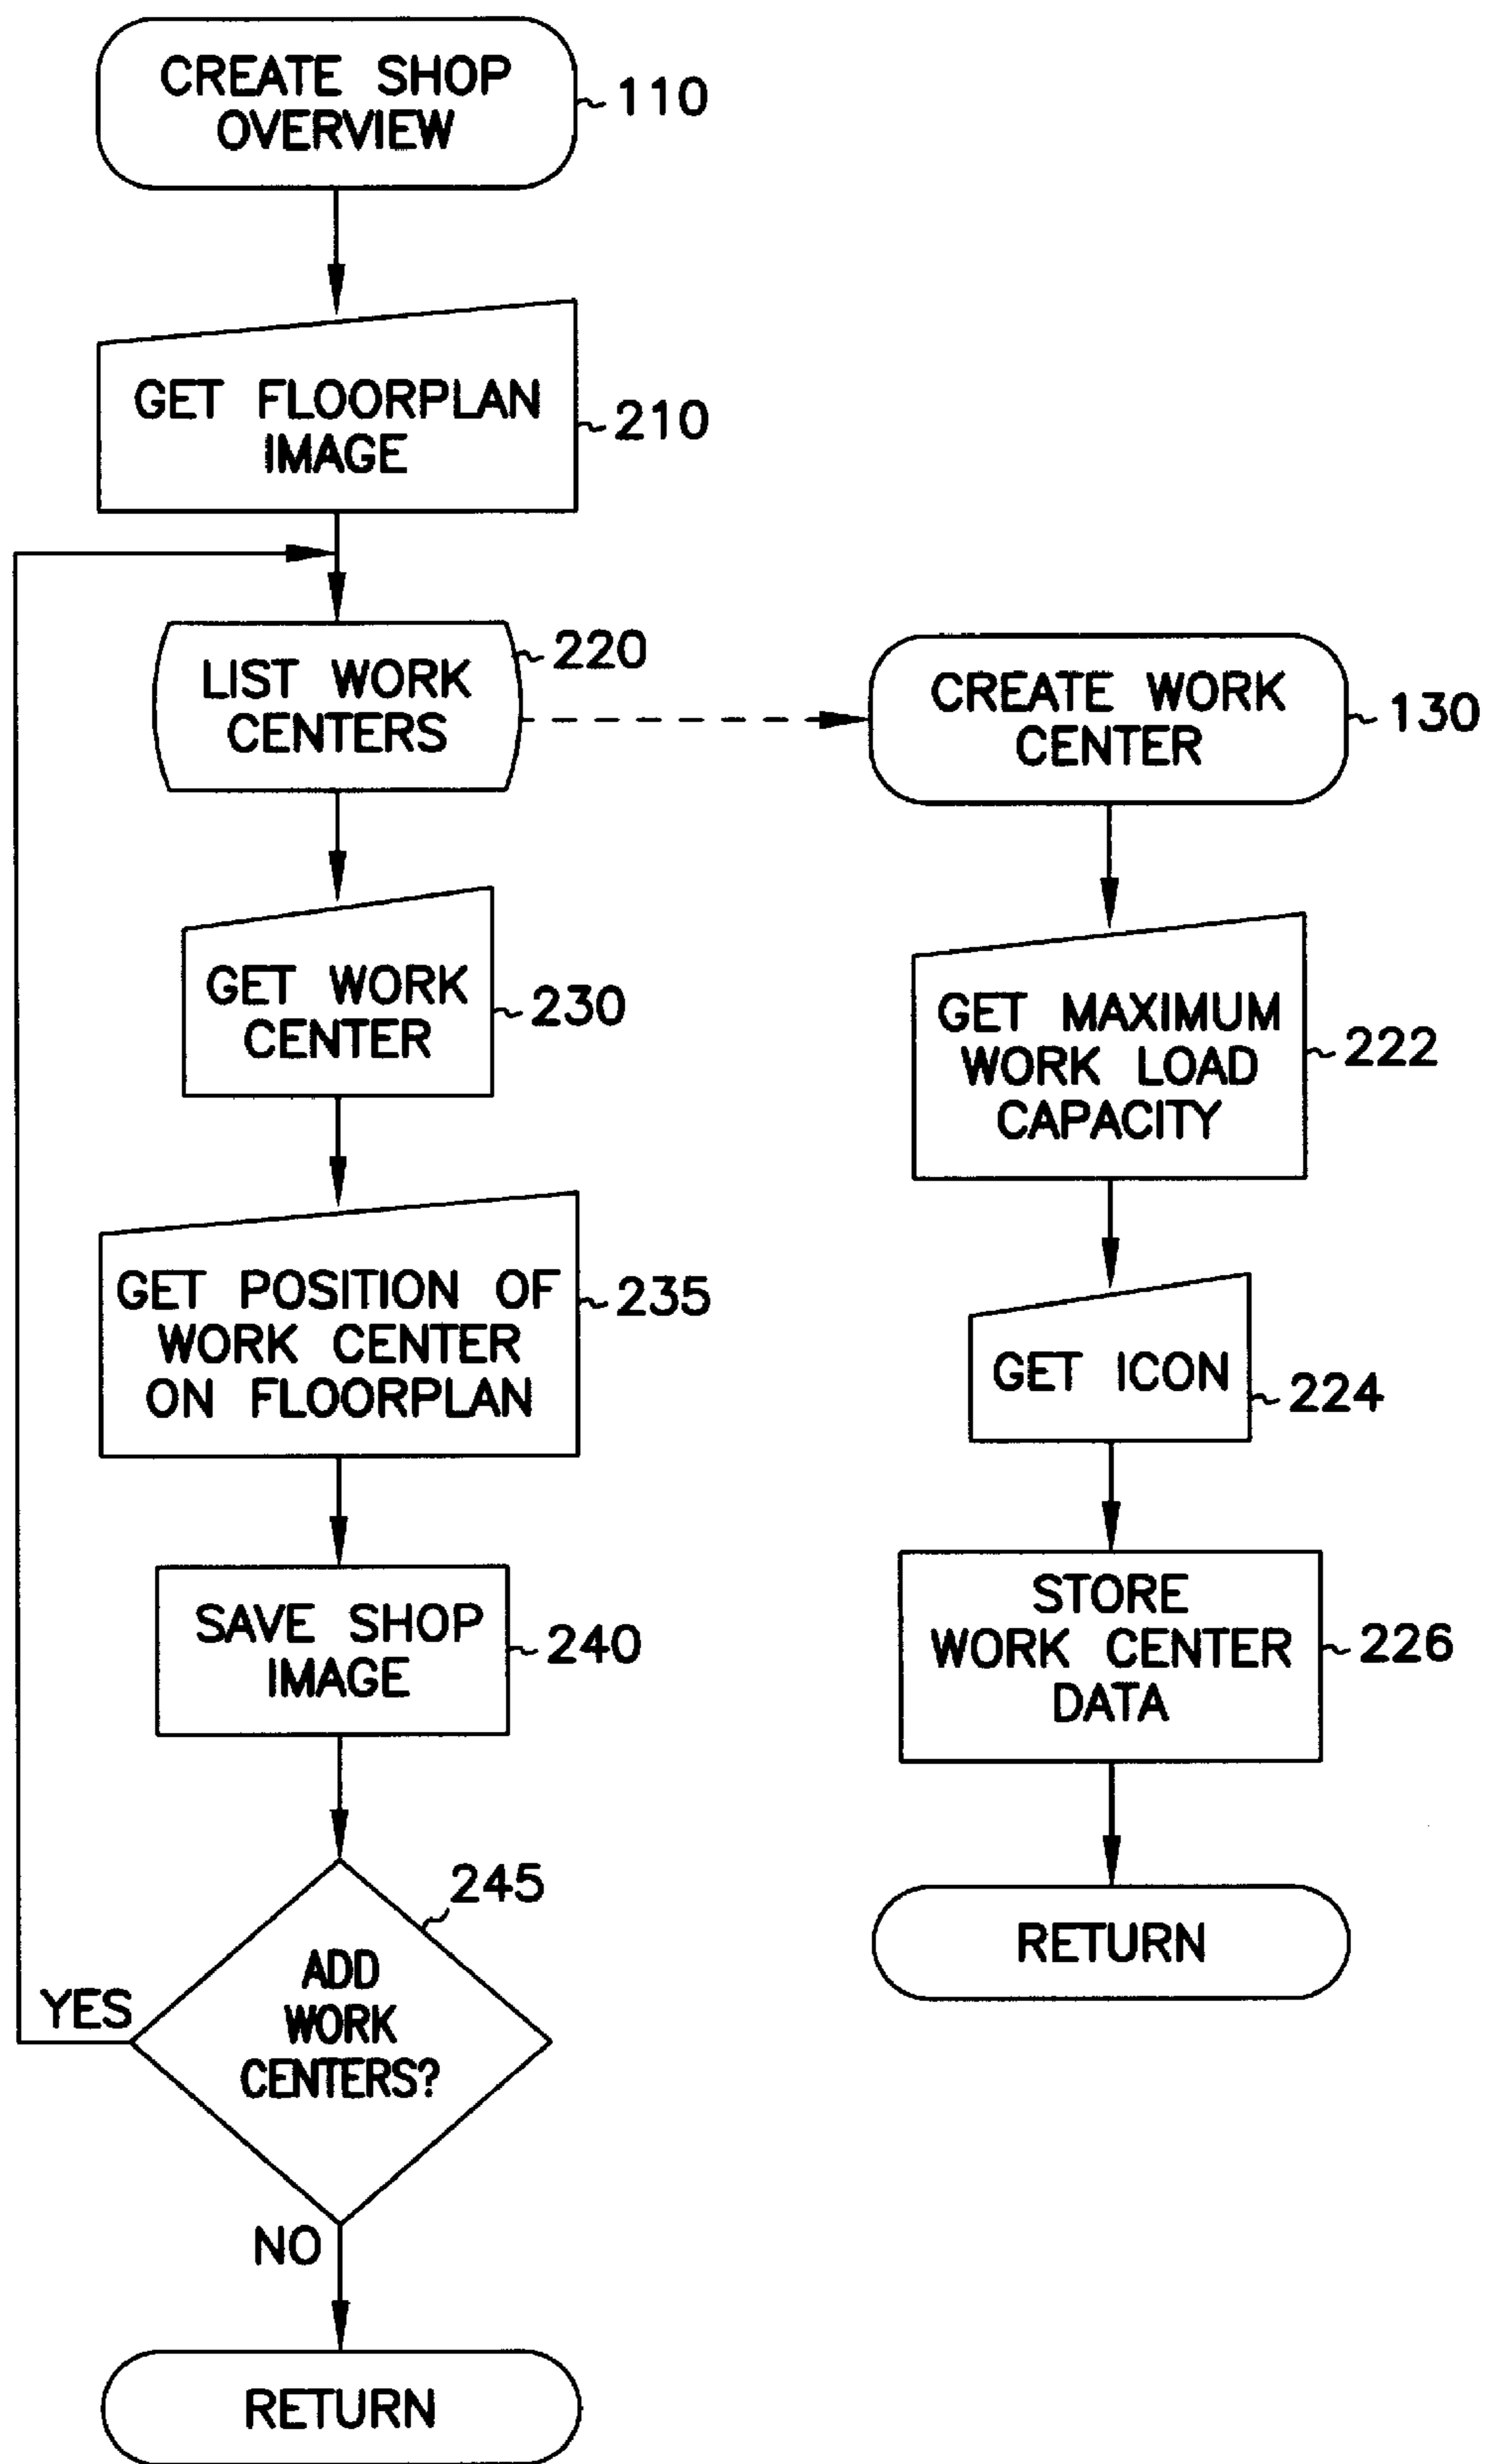 CREATE SHOP
OVERVIEW
110
GET FLOORPLAN
IMAGE
210
LIST WORK
CENTERS
220
GET WORK
CENTER
230
GET POSITION OF
WORK CENTER
ON FLOORPLAN
235
SAVE SHOP
IMAGE
240
ADD
WORK
CENTERS?
245
YES
NO
RETURN
CREATE WORK
CENTER
130
GET MAXIMUM
WORK LOAD
CAPACITY
222
GET ICON
224
STORE
WORK CENTER
DATA
226
RETURN